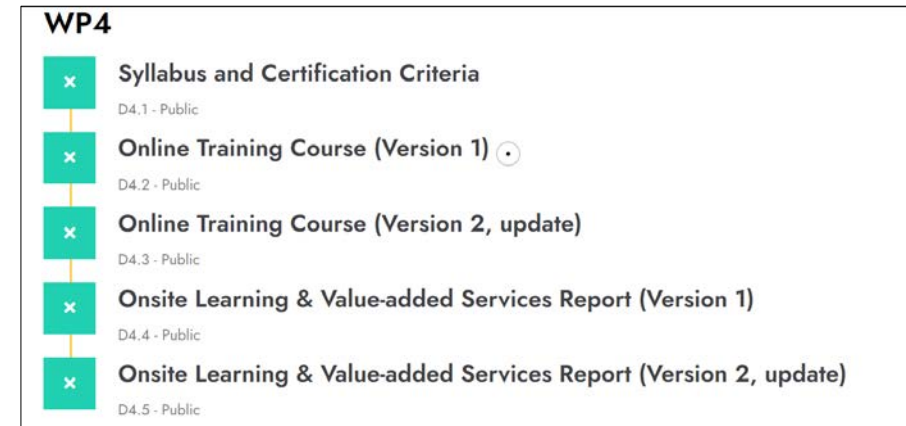 WP4
Syllabus and Certification Criteria
D4.1 - Public
Online Training Course (Version 1)
D4.2 - Public
Online Training Course (Version 2, update)
D4.3 - Public
Onsite Learning & Value-added Services Report (Version 1)
D4.4 - Public
Onsite Learning & Value-added Services Report (Version 2, update)
D4.5 - Public